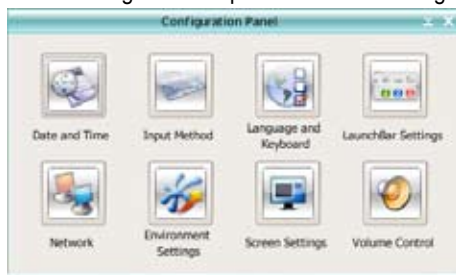 Configuration Panel
Date and Time
Input Method
Language and
Keyboard
LaunchBar Settings
Network
Environment
Settings
Screen Settings
Volume Control